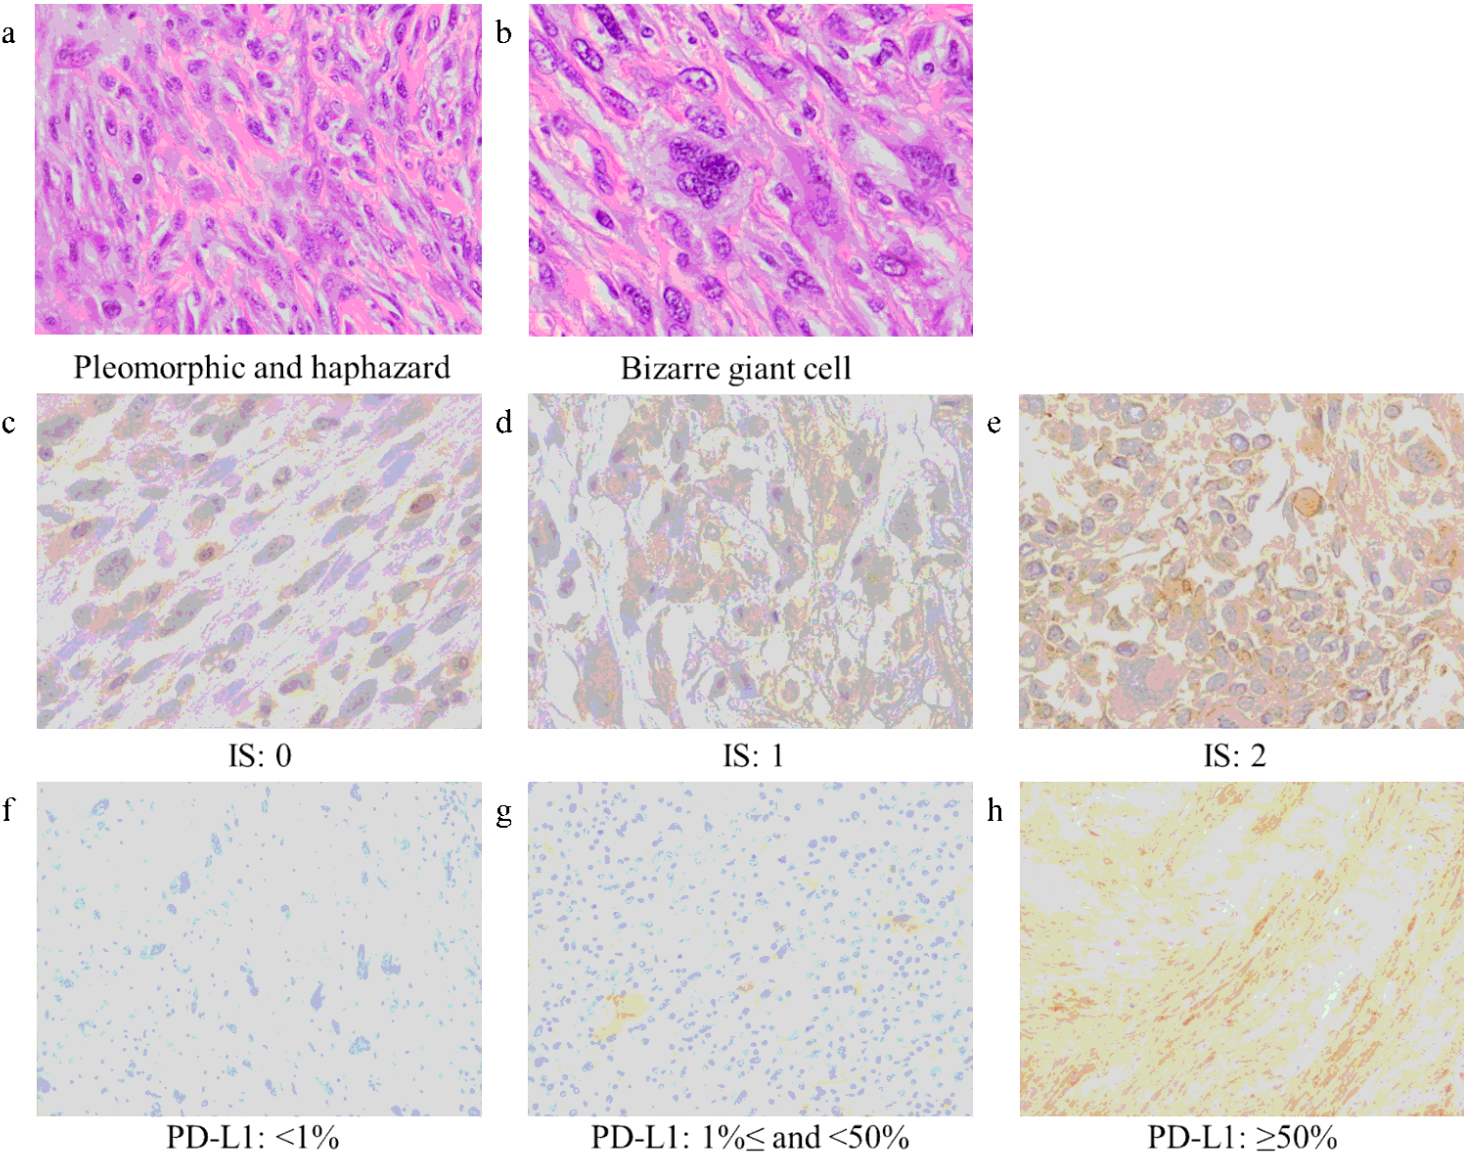 a
b
Pleomorphic and haphazard
Bizarre giant cell
c
d
e
IS: 0
IS: 1
IS: 2
f
g
h
PD-L1: <1%
PD-L1: 1%≤ and <50%
PD-L1: ≥50%